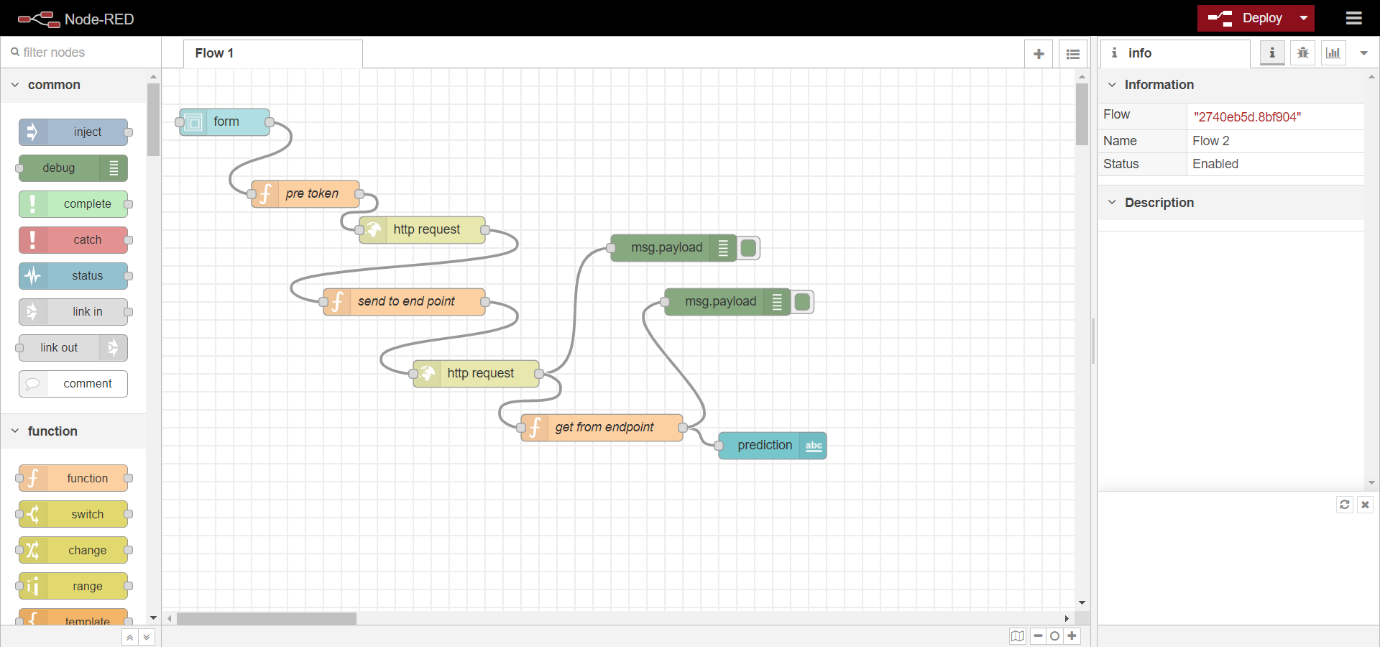 Node-RED
Deploy
filter nodes
common
inject
debug
complete
catch
status
link in
link out
comment
function
function
switch
change
range
template
Flow 1
form
pre token
http request
send to end point
http request
get from endpoint
msg.payload
msg.payload
prediction
abc
info
Information
Flow "2740eb5d.8bf904"
Name Flow 2
Status Enabled
Description